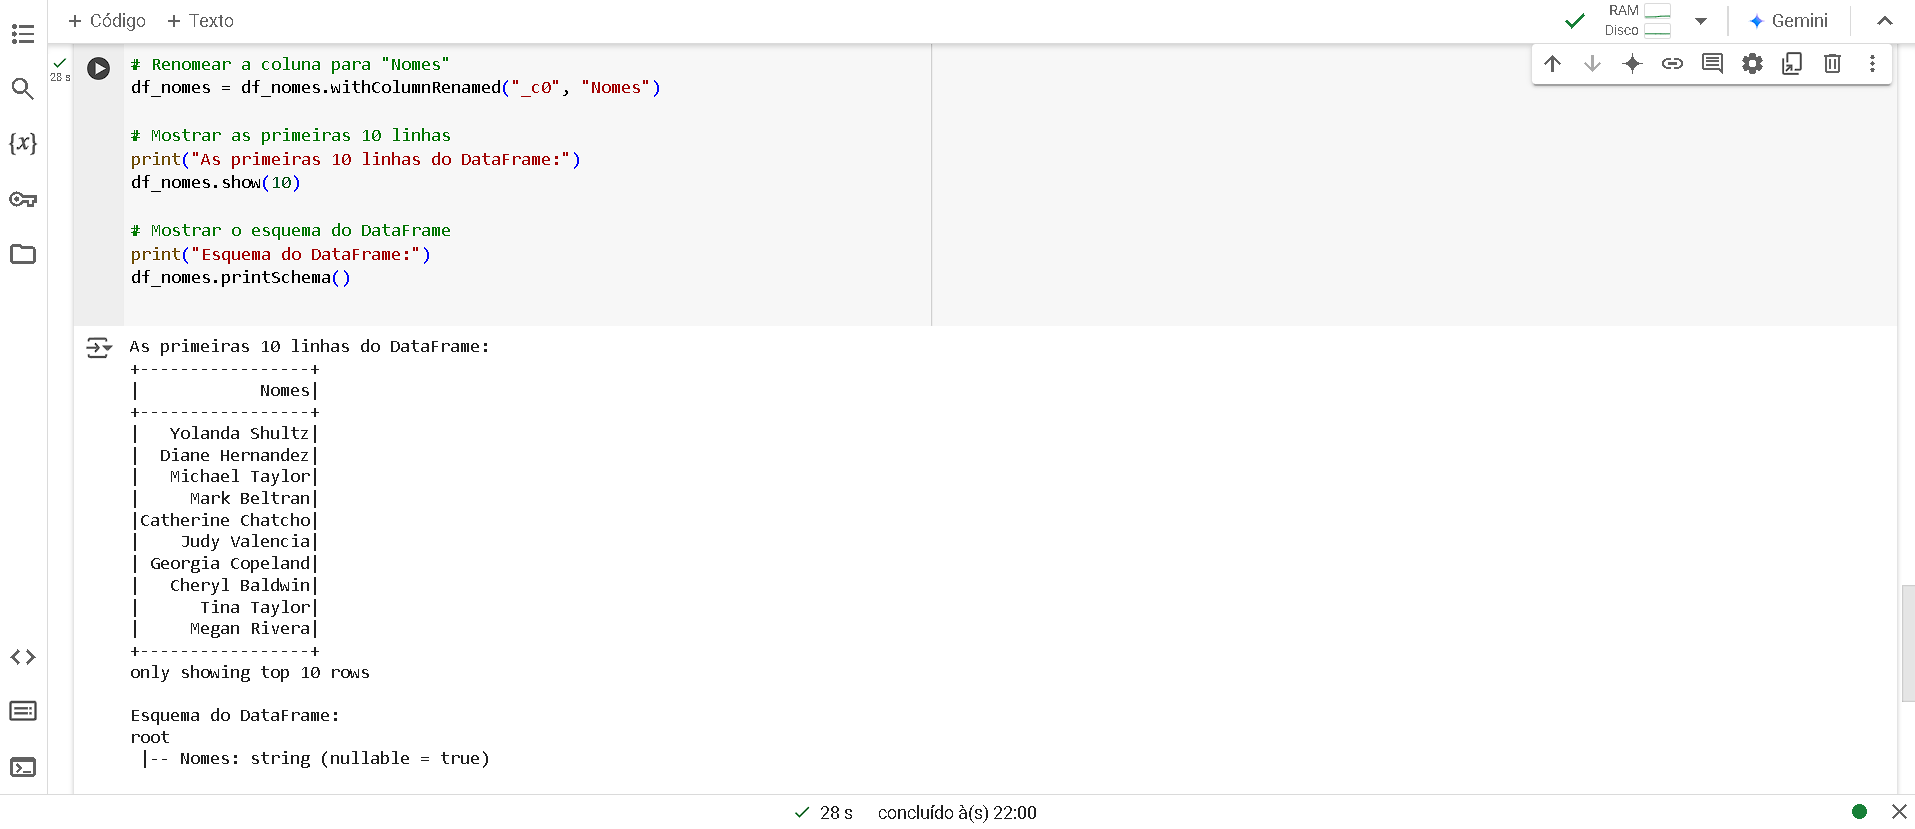 + Código + Texto
RAM
Disco
Gemini
28 s
# Renomear a coluna para "Nomes"
df_nomes = df_nomes.withColumnRenamed("_c0", "Nomes")
{x}
# Mostrar as primeiras 10 linhas
print("As primeiras 10 linhas do DataFrame:")
df_nomes.show(10)
# Mostrar o esquema do DataFrame
print("Esquema do DataFrame:")
df_nomes.printSchema()
As primeiras 10 linhas do DataFrame:
+-----------------+
|            Nomes|
+-----------------+
|   Yolanda Shultz|
|  Diane Hernandez|
|   Michael Taylor|
|     Mark Beltran|
|Catherine Chatcho|
|    Judy Valencia|
| Georgia Copeland|
|   Cheryl Baldwin|
|      Tina Taylor|
|     Megan Rivera|
+-----------------+
only showing top 10 rows
Esquema do DataFrame:
root
 |-- Nomes: string (nullable = true)
28 s concluído à(s) 22:00